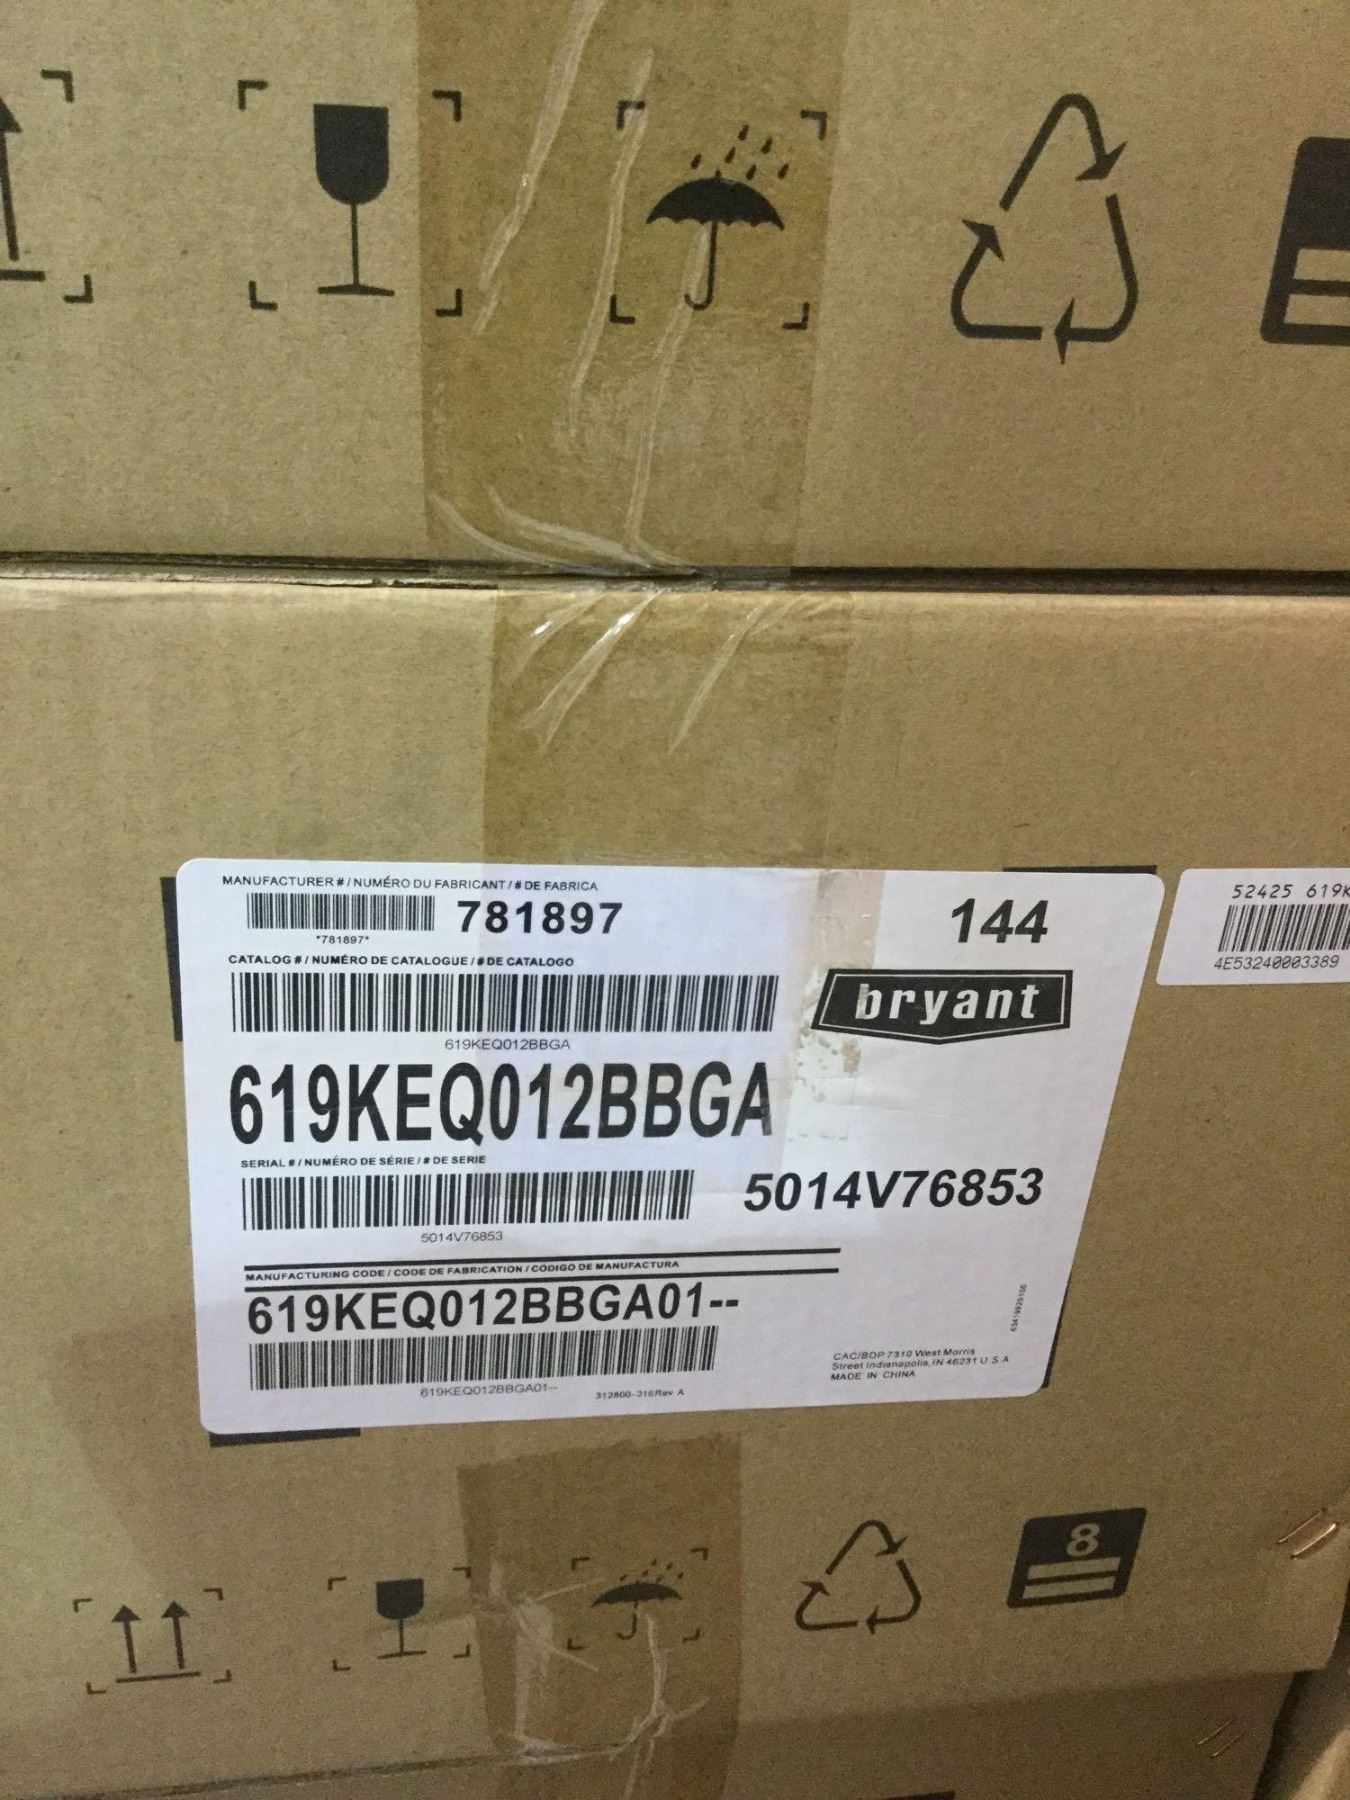 MANUFACTURER # / NUMÉRO DU FABRICANT / # DE FABRICA
781897
*781897*
144
CATALOG # / NUMÉRO DE CATALOGUE / # DE CATALOGO
bryant
619KEQ012BBGA
619KEQ012BBGA
SERIAL # / NUMÉRO DE SÉRIE / # DE SERIE
5014V76853
5014V76853
MANUFACTURING CODE / CODE DE FABRICATION / CODIGO DE MANUFACTURA
619KEQ012BBGA01--
619KEQ012BBGA01--
312800-316 Rev A
CAC/BDP 7310 West Morris
Street Indianapolis, IN 46231 U S A
MADE IN CHINA
52425 619K
4E53240003389
8